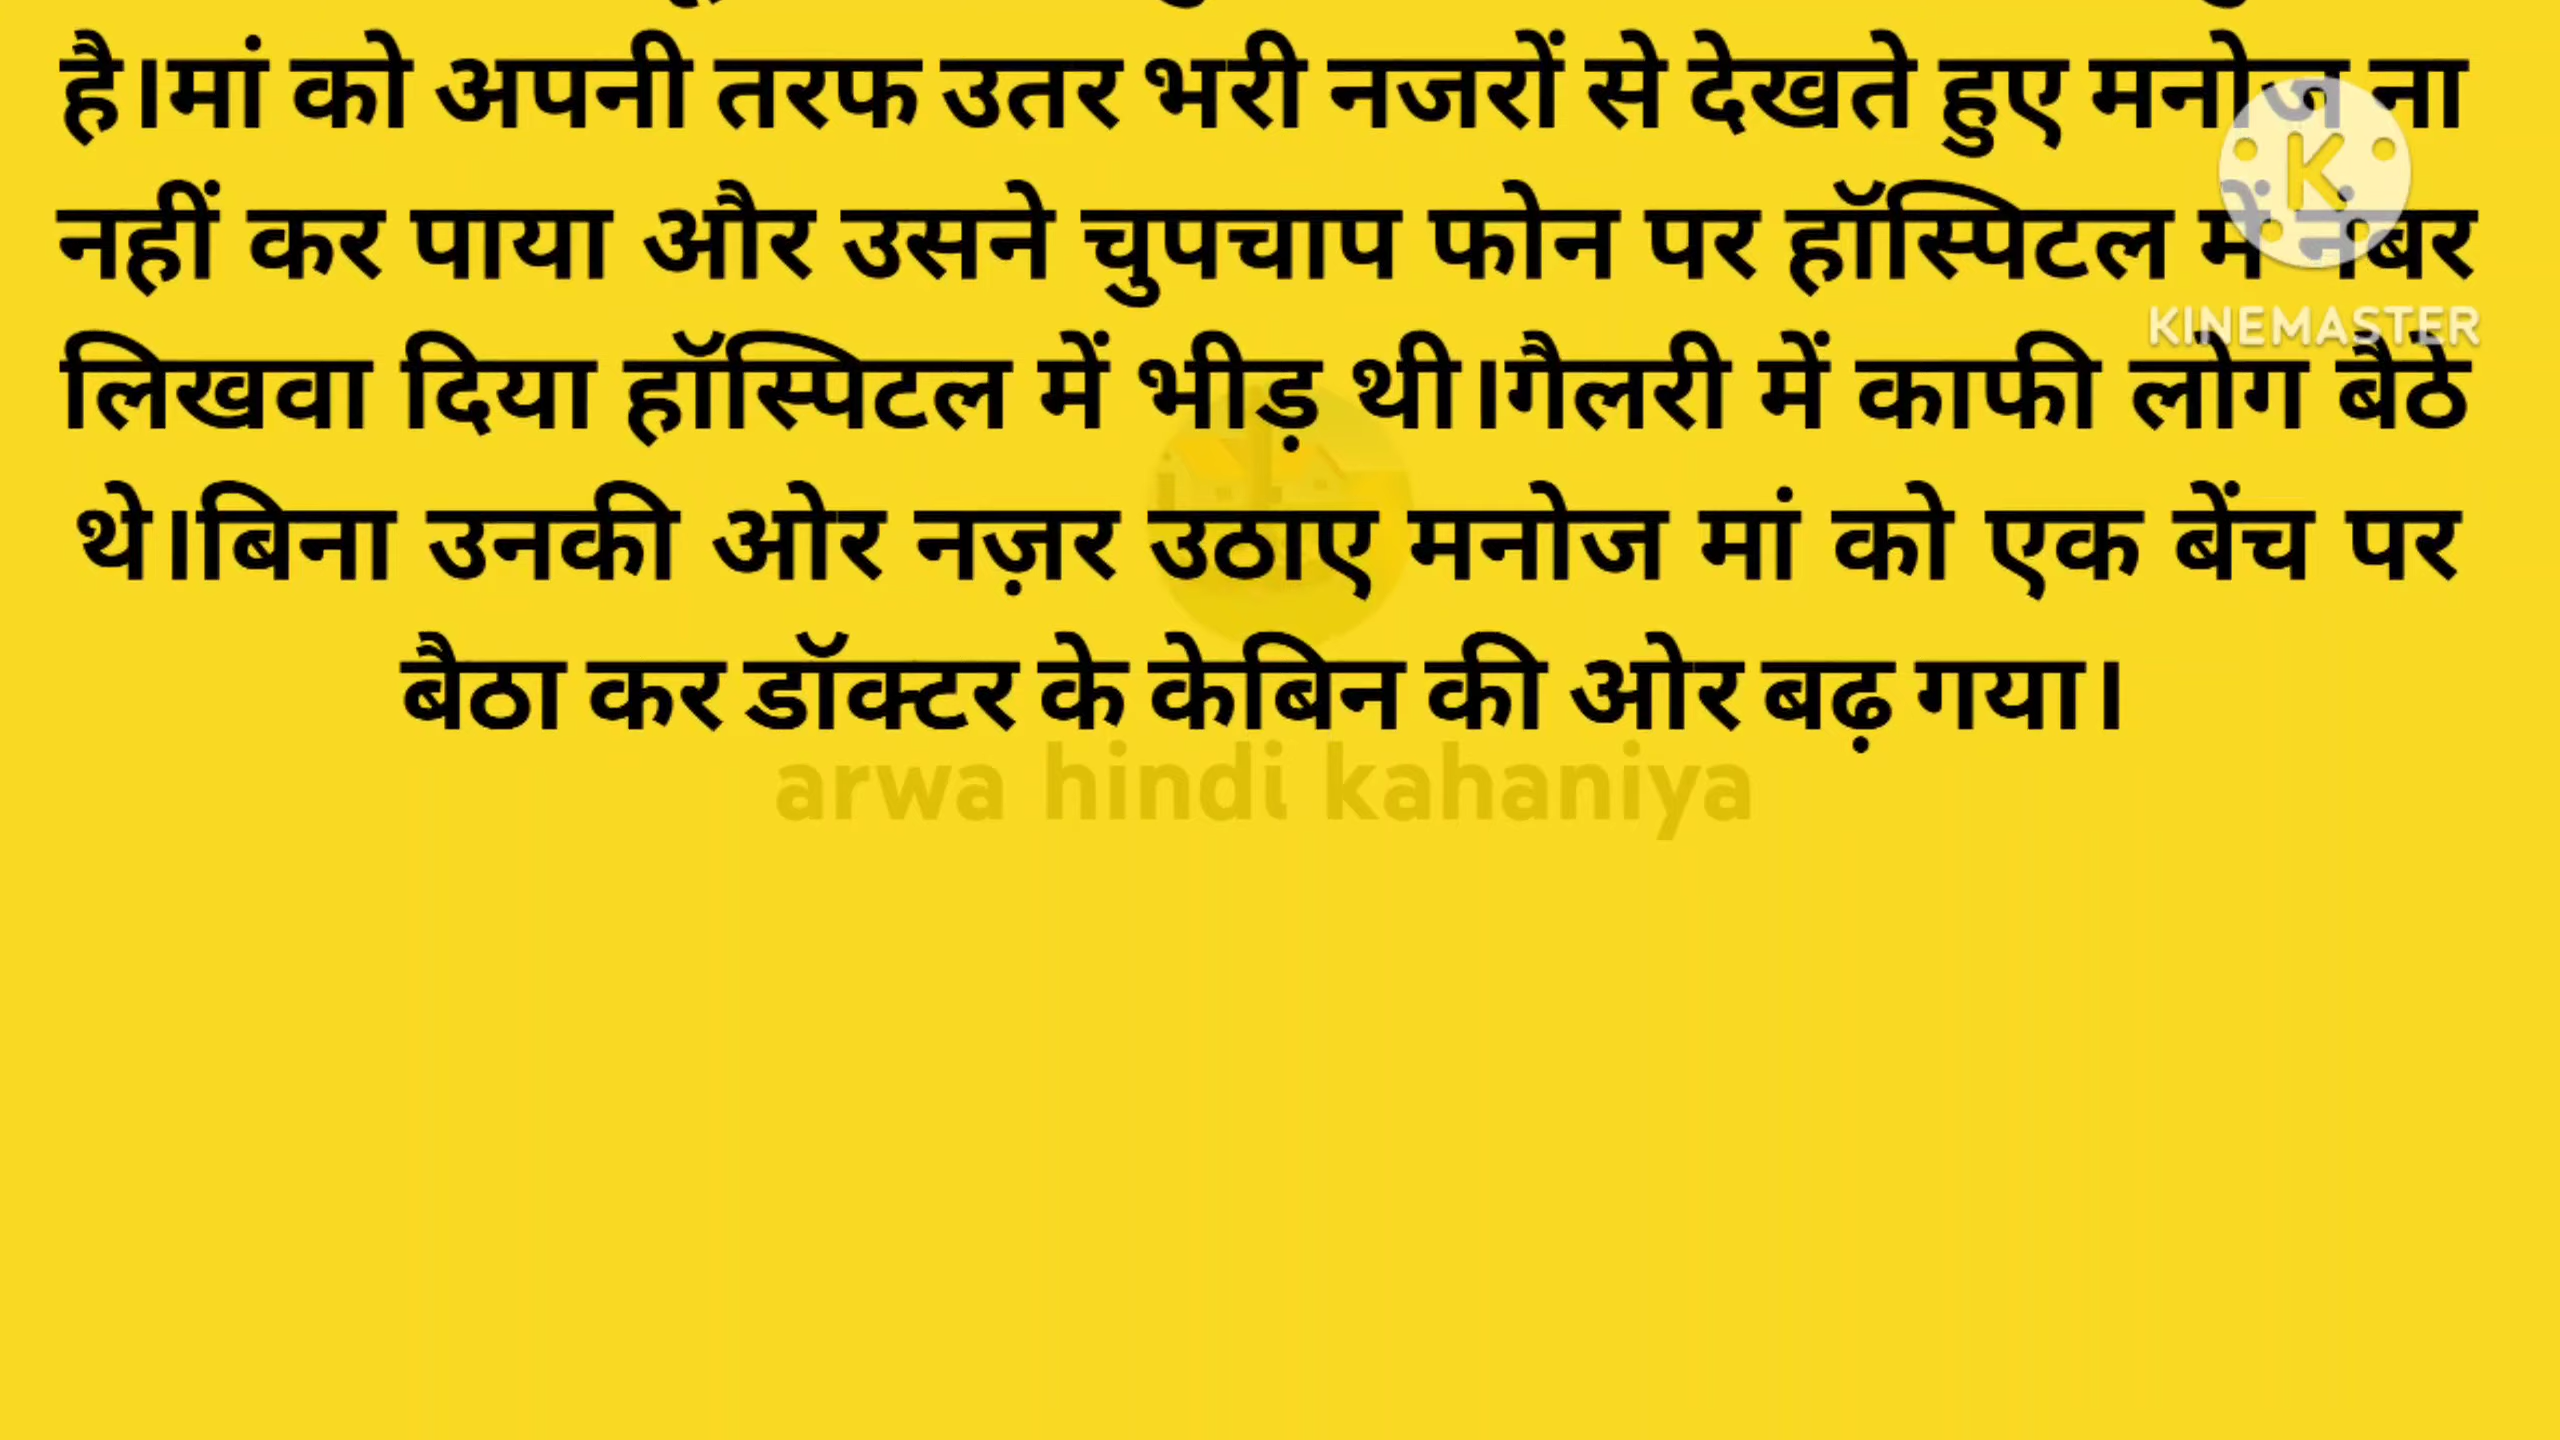 है।मां को अपनी तरफ उतर भरी नजरों से देखते हुए मनोज ना
नहीं कर पाया और उसने चुपचाप फोन पर हॉस्पिटल में नंबर
KINEMASTER
लिखवा दिया हॉस्पिटल में भीड़ थी।गैलरी में काफी लोग बैठे
थे।बिना उनकी ओर नज़र उठाए मनोज मां को एक बेंच पर
बैठा कर डॉक्टर के केबिन की ओर बढ़ गया।
arwa hindi kahaniya